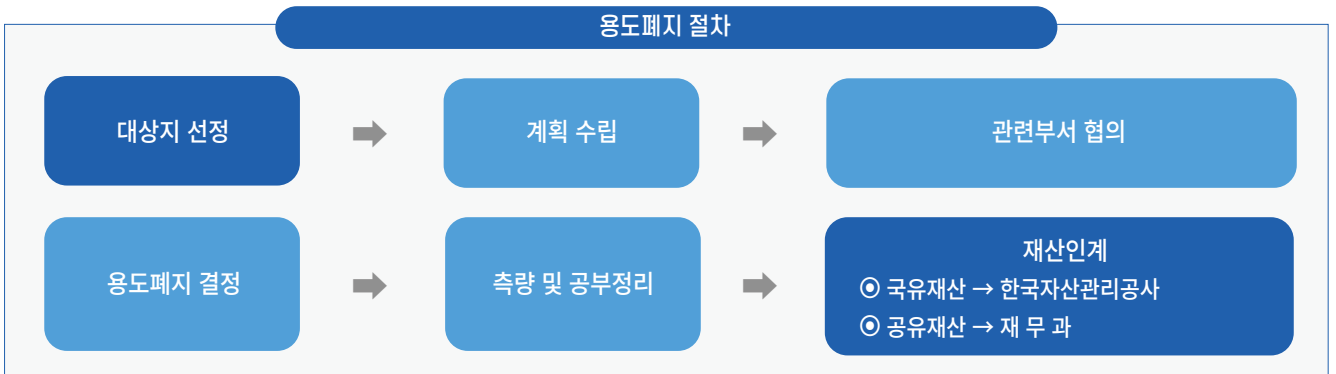 용도폐지 절차
대상지 선정
계획 수립
관련부서 협의
용도폐지 결정
측량 및 공부정리
재산인계
⊙ 국유재산 → 한국자산관리공사
⊙ 공유재산 → 재 무 과